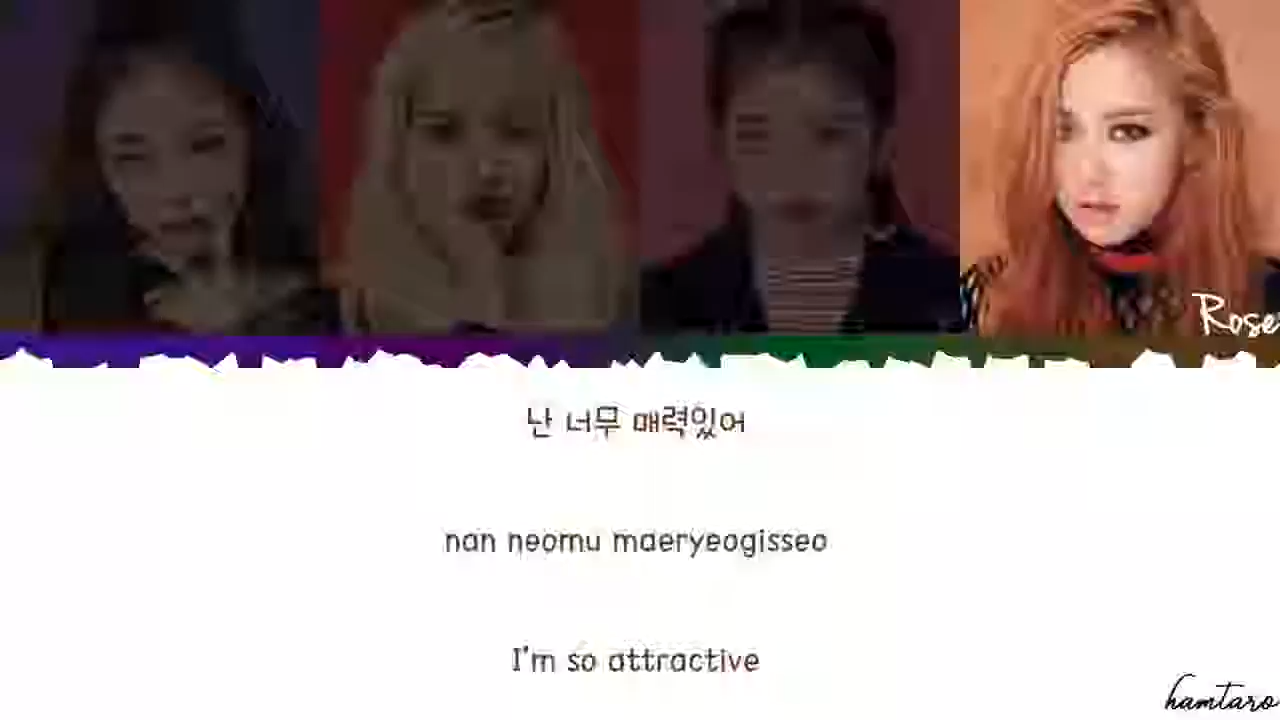 Rose
난 너무 매력있어
nan neomu maeryeogisseo
I'm so attractive
hamtaro